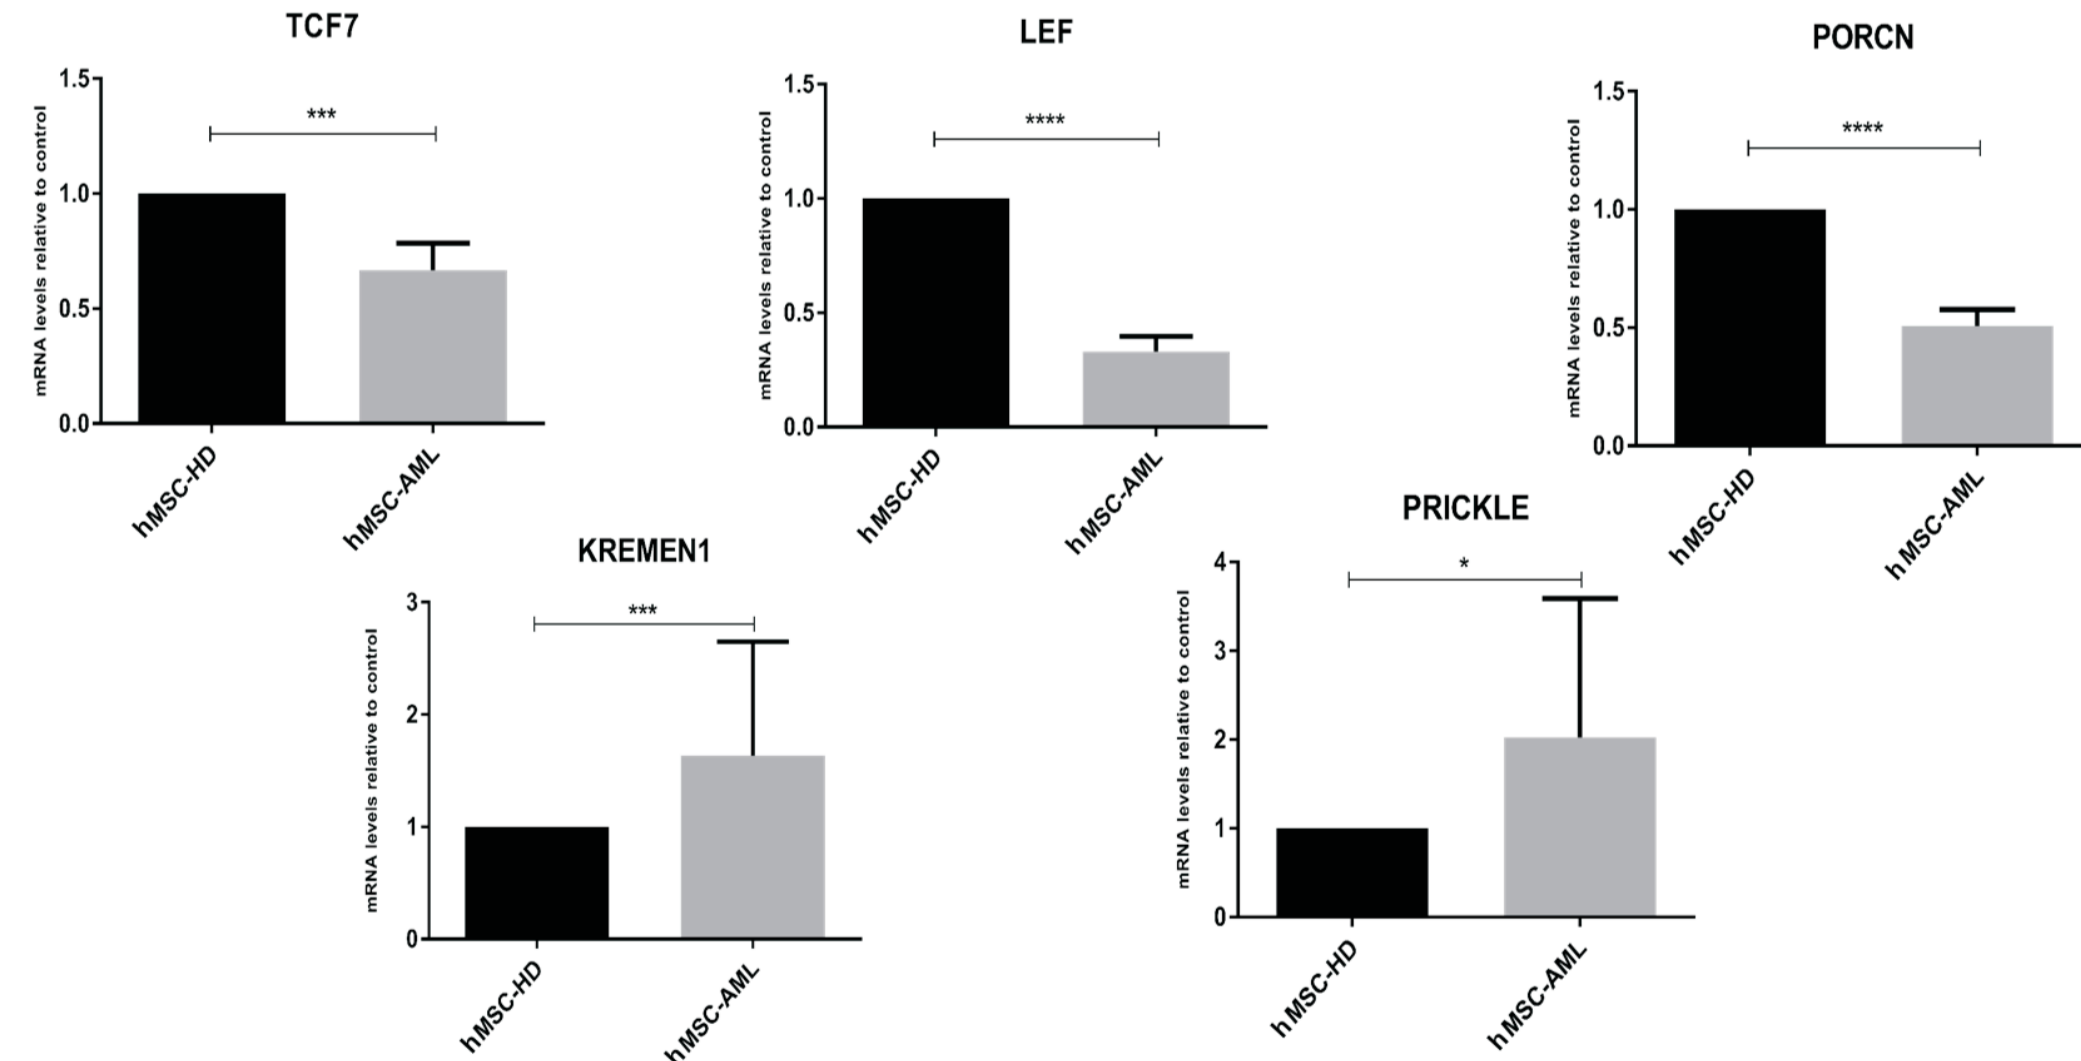 TCF7
mRNA levels relative to control
1.5
1.0
0.5
0.0
***
hMSC-HD
hMSC-AML
LEF
mRNA levels relative to control
1.5
1.0
0.5
0.0
****
hMSC-HD
hMSC-AML
PORCN
mRNA levels relative to control
1.5
1.0
0.5
0.0
****
hMSC-HD
hMSC-AML
KREMEN1
mRNA levels relative to control
3
2
1
0
***
hMSC-HD
hMSC-AML
PRICKLE
mRNA levels relative to control
4
3
2
1
0
*
hMSC-HD
hMSC-AML